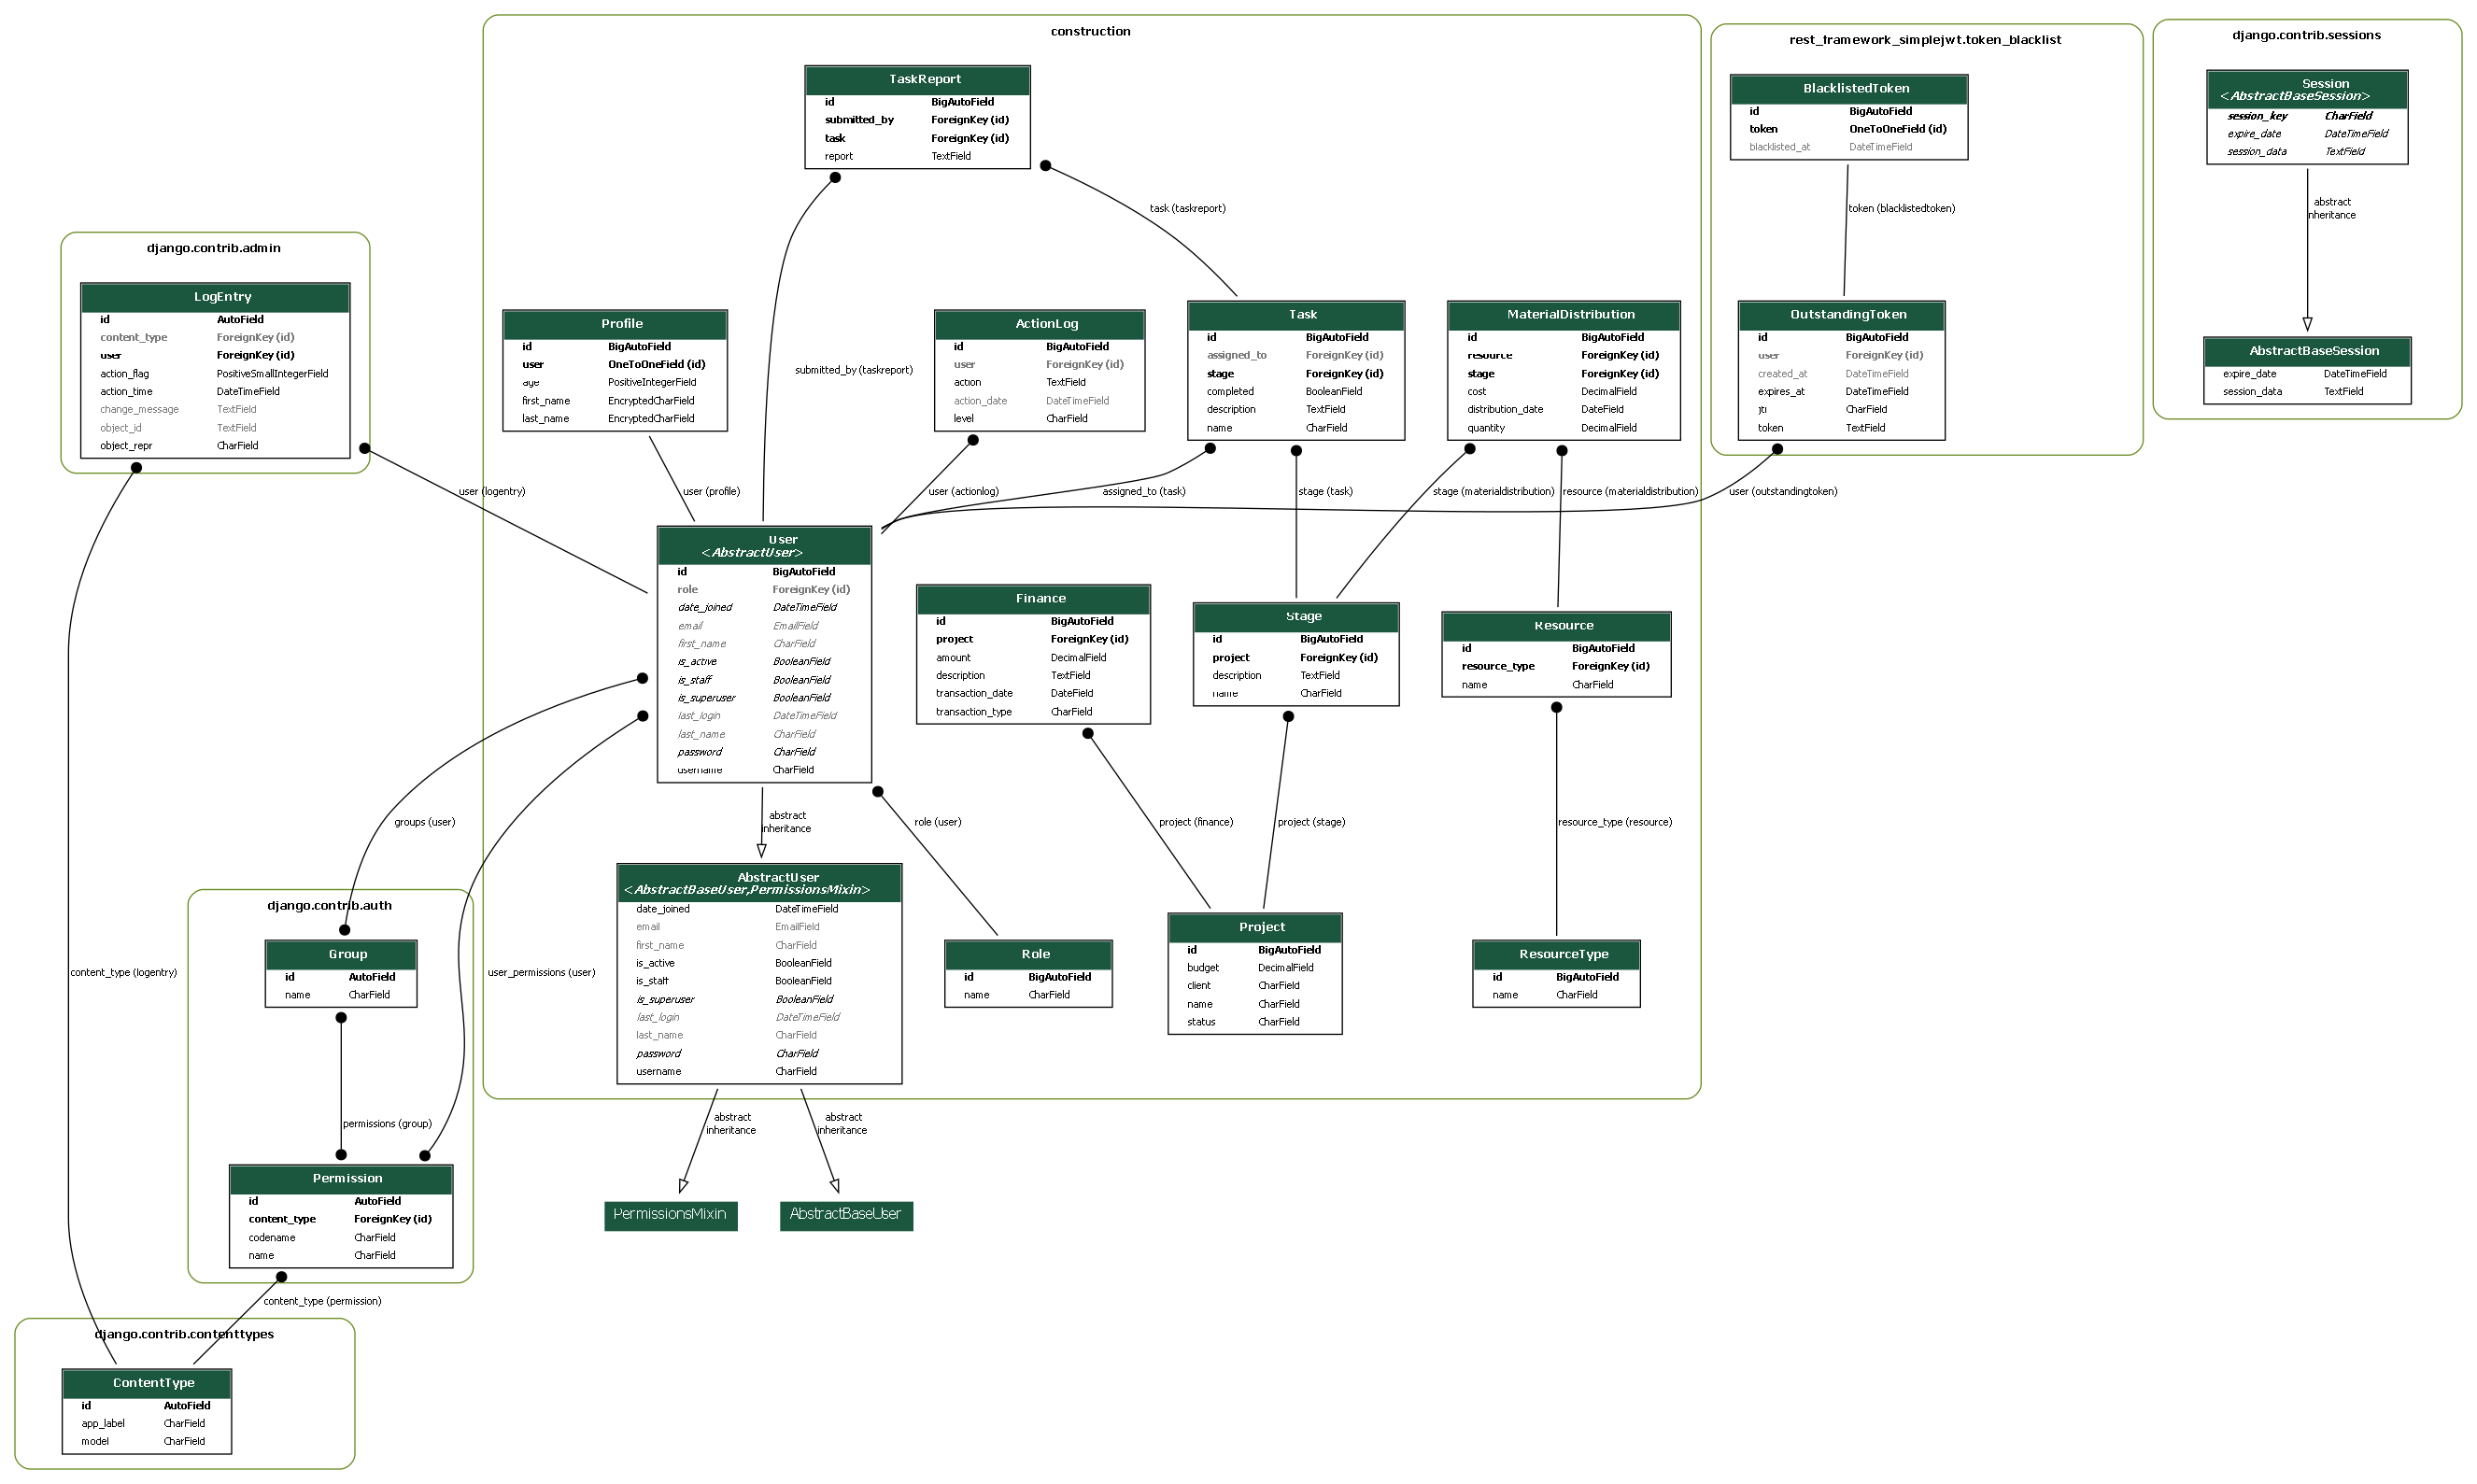 construction
TaskReport
id BigAutoField
submitted_by ForeignKey (id)
task ForeignKey (id)
report TextField
rest_framework_simplejwt.token_blacklist
BlacklistedToken
id BigAutoField
token OneToOneField (id)
blacklisted_at DateTimeField
django.contrib.sessions
Session
<AbstractBaseSession>
session_key CharField
expire_date DateTimeField
session_data TextField
task (taskreport)
token (blacklistedtoken)
abstract
inheritance
django.contrib.admin
LogEntry
id AutoField
content_type ForeignKey (id)
user ForeignKey (id)
action_flag PositiveSmallIntegerField
action_time DateTimeField
change_message TextField
object_id TextField
object_repr CharField
Profile
id BigAutoField
user OneToOneField (id)
age PositiveIntegerField
first_name EncryptedCharField
last_name EncryptedCharField
submitted_by (taskreport)
ActionLog
id BigAutoField
user ForeignKey (id)
action TextField
action_date DateTimeField
level CharField
Task
id BigAutoField
assigned_to ForeignKey (id)
stage ForeignKey (id)
completed BooleanField
description TextField
name CharField
MaterialDistribution
id BigAutoField
resource ForeignKey (id)
stage ForeignKey (id)
cost DecimalField
distribution_date DateField
quantity DecimalField
OutstandingToken
id BigAutoField
user ForeignKey (id)
created_at DateTimeField
expires_at DateTimeField
jti CharField
token TextField
AbstractBaseSession
expire_date DateTimeField
session_data TextField
user (logentry)
user (profile)
user (actionlog)
assigned_to (task)
stage (task)
stage (materialdistribution)
resource (materialdistribution)
user (outstandingtoken)
User
<AbstractUser>
id BigAutoField
role ForeignKey (id)
date_joined DateTimeField
email EmailField
first_name CharField
is_active BooleanField
is_staff BooleanField
is_superuser BooleanField
last_login DateTimeField
last_name CharField
password CharField
username CharField
Finance
id BigAutoField
project ForeignKey (id)
amount DecimalField
description TextField
transaction_date DateField
transaction_type CharField
Stage
id BigAutoField
project ForeignKey (id)
description TextField
name CharField
Resource
id BigAutoField
resource_type ForeignKey (id)
name CharField
groups (user)
abstract
inheritance
role (user)
project (finance)
project (stage)
resource_type (resource)
django.contrib.auth
Group
id AutoField
name CharField
content_type (logentry)
user_permissions (user)
AbstractUser
<AbstractBaseUser,PermissionsMixin>
date_joined DateTimeField
email EmailField
first_name CharField
is_active BooleanField
is_staff BooleanField
is_superuser BooleanField
last_login DateTimeField
last_name CharField
password CharField
username CharField
Role
id BigAutoField
name CharField
Project
id BigAutoField
budget DecimalField
client CharField
name CharField
status CharField
ResourceType
id BigAutoField
name CharField
permissions (group)
abstract
inheritance
abstract
inheritance
Permission
id AutoField
content_type ForeignKey (id)
codename CharField
name CharField
PermissionsMixin
AbstractBaseUser
content_type (permission)
django.contrib.contenttypes
ContentType
id AutoField
app_label CharField
model CharField